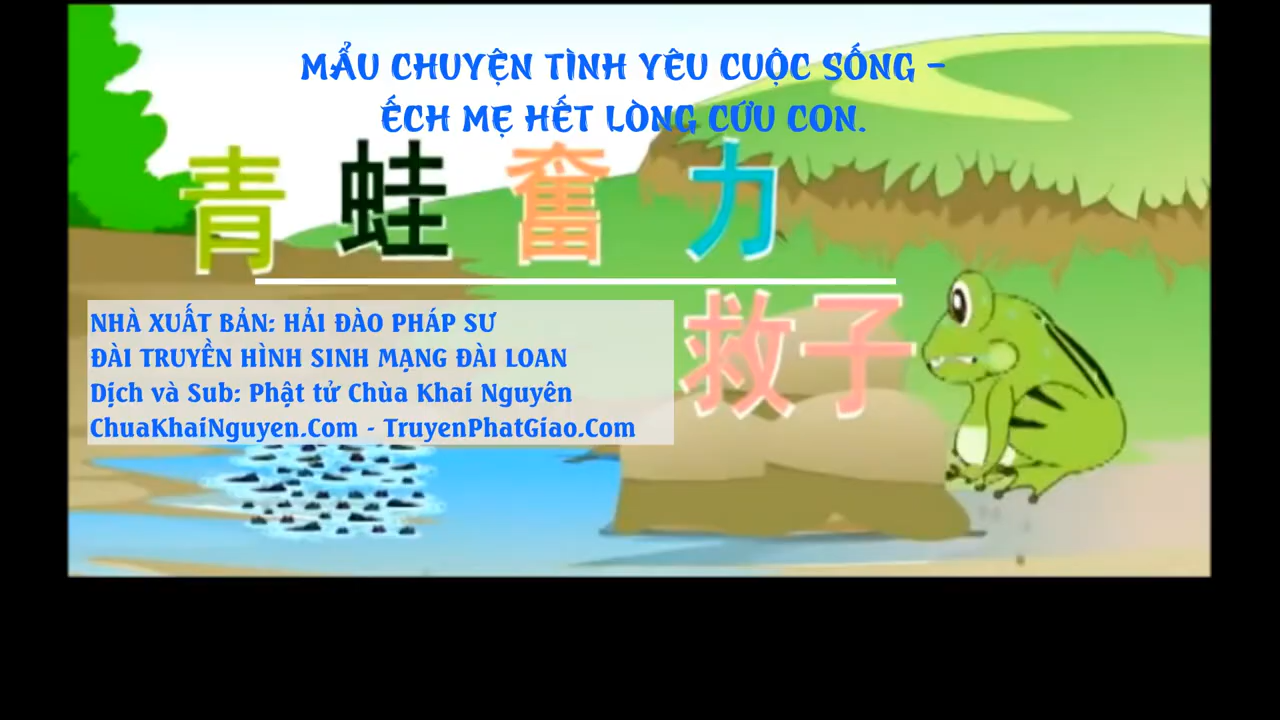 MẨU CHUYỆN TÌNH YÊU CUỘC SỐNG -
ẾCH MẸ HẾT LÒNG CỨU CON.
青蛙奮力
救子
NHÀ XUẤT BẢN: HẢI ĐÀO PHÁP SƯ
ĐÀI TRUYỀN HÌNH SINH MẠNG ĐÀI LOAN
Dịch và Sub: Phật tử Chùa Khai Nguyên
ChuaKhaiNguyen.Com - TruyenPhatGiao.Com